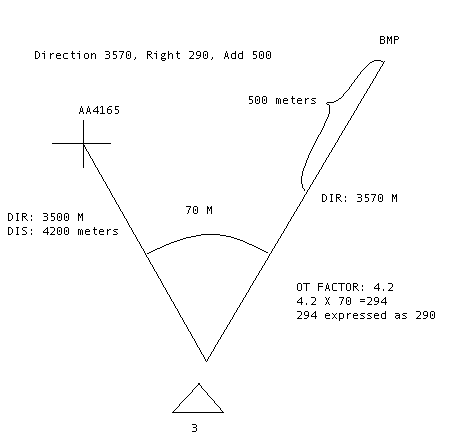 BMP
Direction 3570, Right 290, Add 500
500 meters
AA4165
DIR: 3570 M
70 M
DIR: 3500 M
DIS: 4200 meters
OT FACTOR: 4.2
4.2 X 70 =294
294 expressed as 290
3